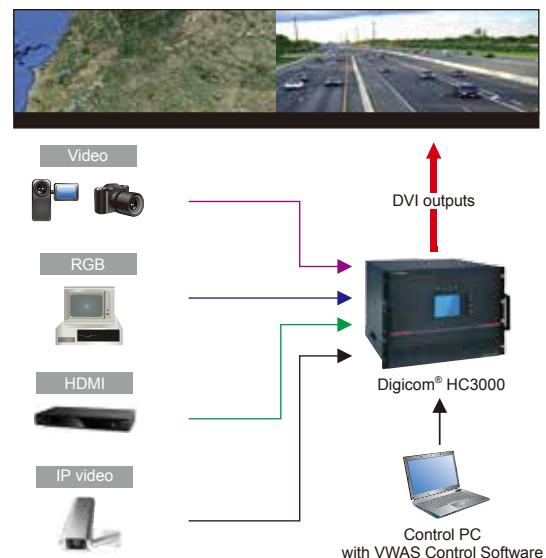 Video
DVI outputs
RGB
Digicom® HC3000
HDMI
IP video
Control PC
with VWAS Control Software